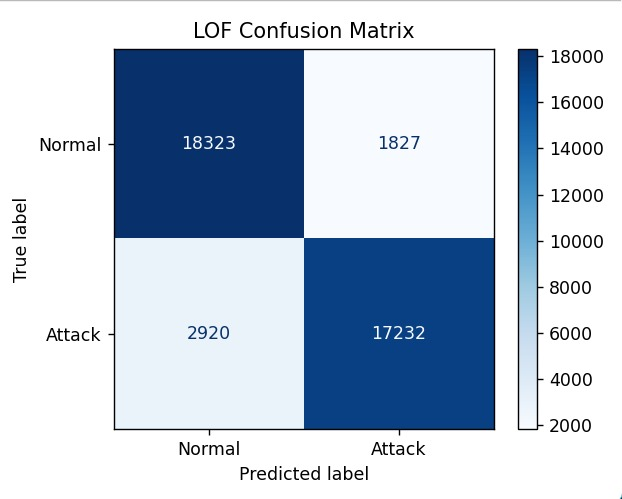 LOF Confusion Matrix
True label
Normal
18323
1827
Attack
2920
17232
Normal
Attack
Predicted label
18000
16000
14000
12000
10000
8000
6000
4000
2000